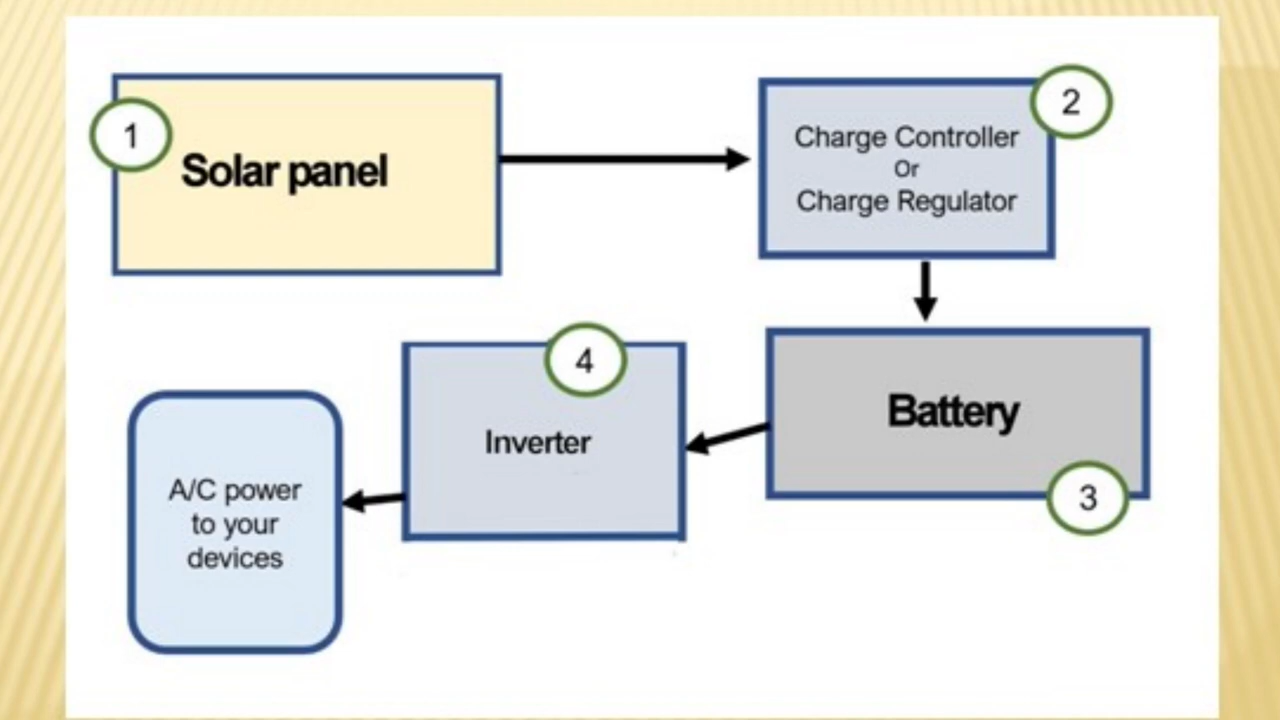 1
Solar panel
2
Charge Controller
Or
Charge Regulator
3
Battery
4
Inverter
A/C power
to your
devices